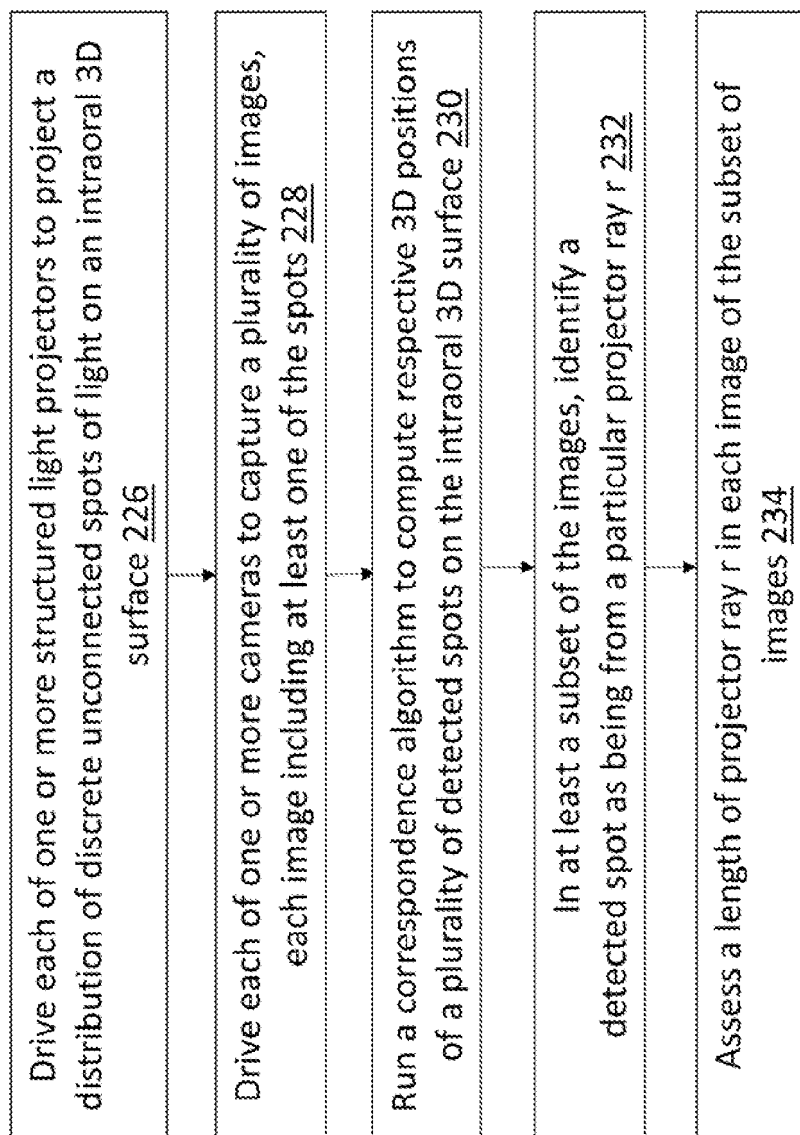 Drive each of one or more structured light projectors to project a
distribution of discrete unconnected spots of light on an intraoral 3D
surface 226
Drive each of one or more cameras to capture a plurality of images,
each image including at least one of the spots 228
Run a correspondence algorithm to compute respective 3D positions
of a plurality of detected spots on the intraoral 3D surface 230
In at least a subset of the images, identify a
detected spot as being from a particular projector ray r 232
Assess a length of projector ray r in each image of the subset of
images 234